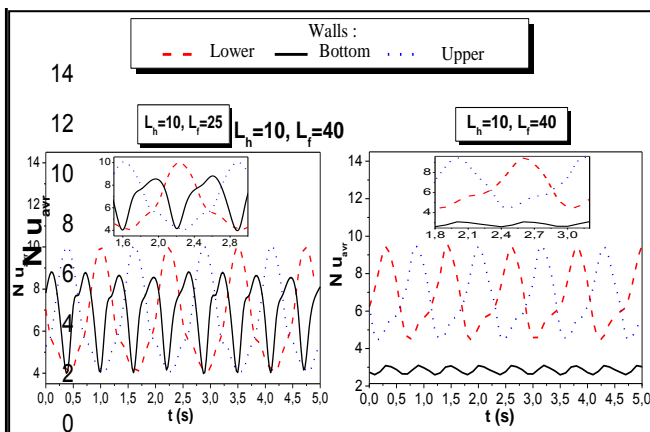 Walls :
Lower Bottom Upper
14
12
10
8
6
4
2
0
N u_avr
L_h=10, L_f=25
L_h=10, L_f=40
L_h=10, L_f=40
14
12
10
8
6
4
N u_avr
10
8
6
4
1,6 2,0 2,4 2,8
0,0 0,5 1,0 1,5 2,0 2,5 3,0 3,5 4,0 4,5 5,0
t (s)
14
12
10
8
6
4
2
N u_avr
8
6
4
1,8 2,1 2,4 2,7 3,0
0,0 0,5 1,0 1,5 2,0 2,5 3,0 3,5 4,0 4,5 5,0
t (s)